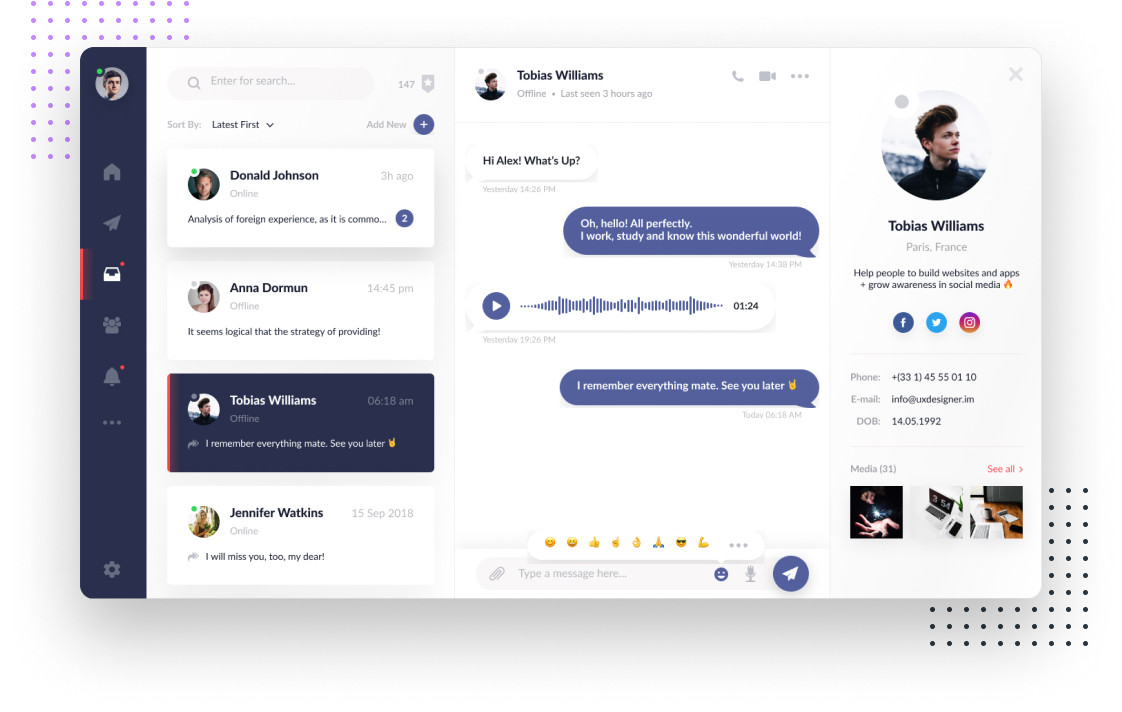 Enter for search...
147
Sort By: Latest First
Add New
Donald Johnson
3h ago
Online
Analysis of foreign experience, as it is commo...
2
Anna Dormun
14:45 pm
Offline
It seems logical that the strategy of providing!
Tobias Williams
06:18 am
Offline
I remember everything mate. See you later 🤘
Jennifer Watkins
15 Sep 2018
Online
I will miss you, too, my dear!
Tobias Williams
Offline • Last seen 3 hours ago
Hi Alex! What's Up?
Yesterday 14:26 PM
Oh, hello! All perfectly.
I work, study and know this wonderful world!
Yesterday 14:38 PM
01:24
Yesterday 19:26 PM
I remember everything mate. See you later 🤘
Today 06:18 AM
Type a message here...
Tobias Williams
Paris, France
Help people to build websites and apps
+ grow awareness in social media 🔥
Phone: +(33 1) 45 55 01 10
E-mail: info@uxdesigner.im
DOB: 14.05.1992
Media (31)
See all